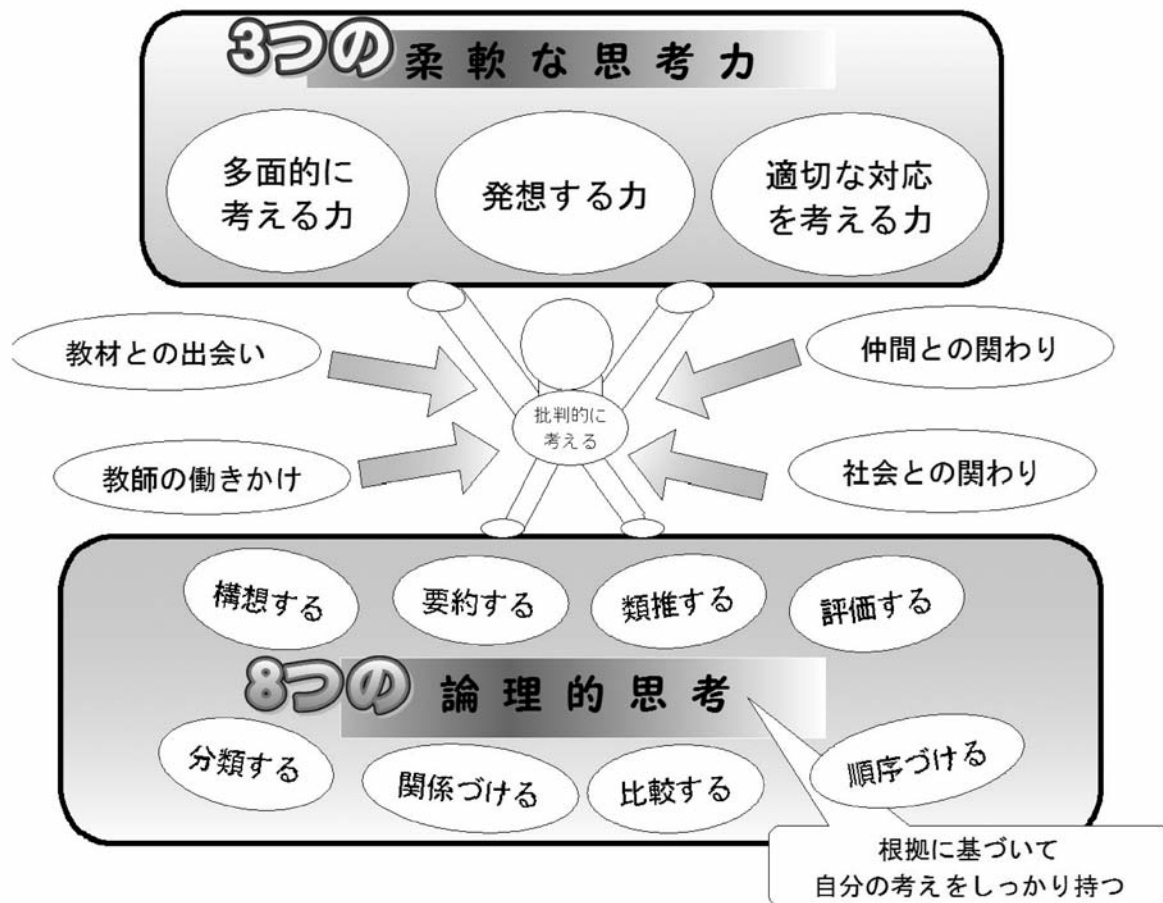 3つの柔軟な思考力
多面的に
考える力
発想する力
適切な対応
を考える力
教材との出会い
仲間との関わり
批判的に
考える
教師の働きかけ
社会との関わり
構想する
要約する
類推する
評価する
8つの論理的思考
分類する
関係づける
比較する
順序づける
根拠に基づいて
自分の考えをしっかり持つ